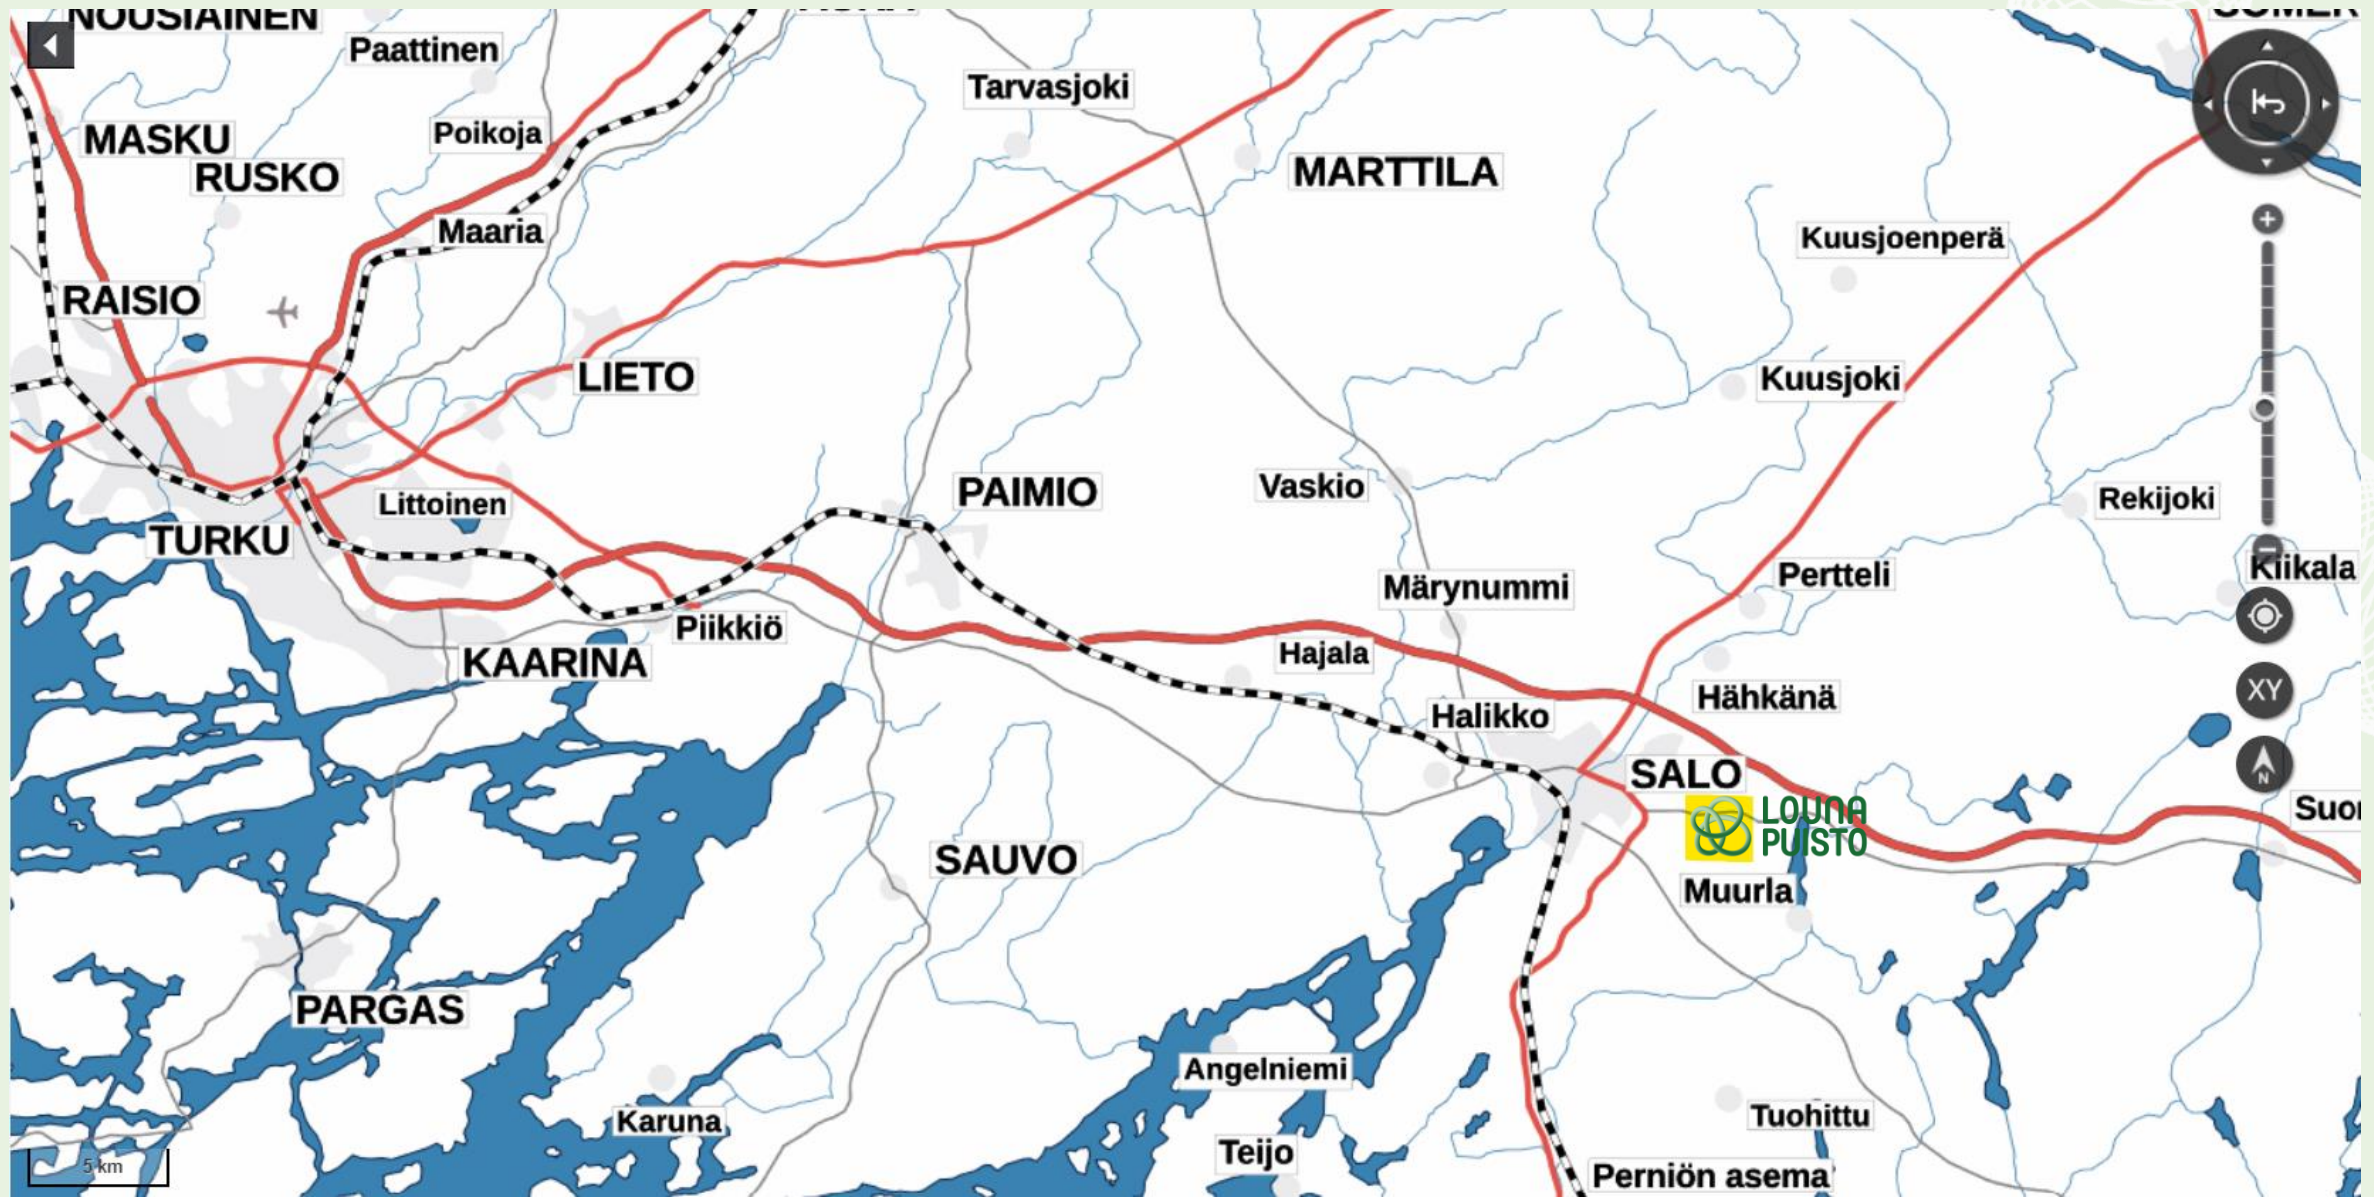 NOUSIAINEN
Paattinen
Tarvasjoki
MASKU
Poikoja
RUSKO
MARTTILA
Maaria
Kuusjoenperä
RAISIO
LIETO
Kuusjoki
Vaskio
PAIMIO
Rekijoki
Littoinen
TURKU
Kiikala
Pertteli
Märynummi
Piikkiö
Hajala
KAARINA
XY
Hähkänä
Halikko
SALO
N
LOUNA
PUISTO
SAUVO
Muurla
PARGAS
Angelniemi
Karuna
Tuohittu
Teijo
5 km
Perniön asema